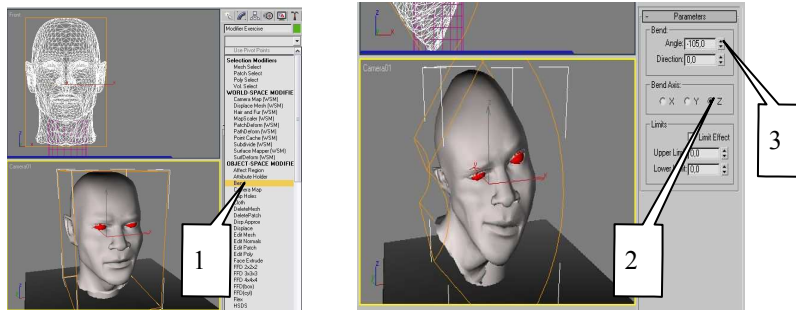 Front
Modifier Exercise
Use Pivot Points
Selection Modifiers
Mesh Select
Patch Select
Poly Select
Vol. Select
WORLD-SPACE MODIFIE
Camera Map (WSM)
Displace Mesh (WSM)
Hair and Fur (WSM)
MapScaler (WSM)
PatchDeform (WSM)
PathDeform (WSM)
Point Cache (WSM)
Subdivide (WSM)
Surface Mapper (WSM)
SurfDeform (WSM)
OBJECT-SPACE MODIFIE
Affect Region
Attribute Holder
Camera Map
DeleteMesh
DeletePatch
Disp Approx
Displace
Edit Mesh
Edit Normals
Edit Patch
Edit Poly
Face Extrude
FFD 2x2x2
FFD 3x3x3
FFD 4x4x4
FFD(box)
FFD(cyl)
Flex
HSDS
Camera01
1
Camera01
- Parameters
Bend:
Angle: -105,0
Direction: 0,0
Bend Axis:
X Y Z
Limits
Limit Effect
Upper Lim 0,0
Lower 0,0
2
3